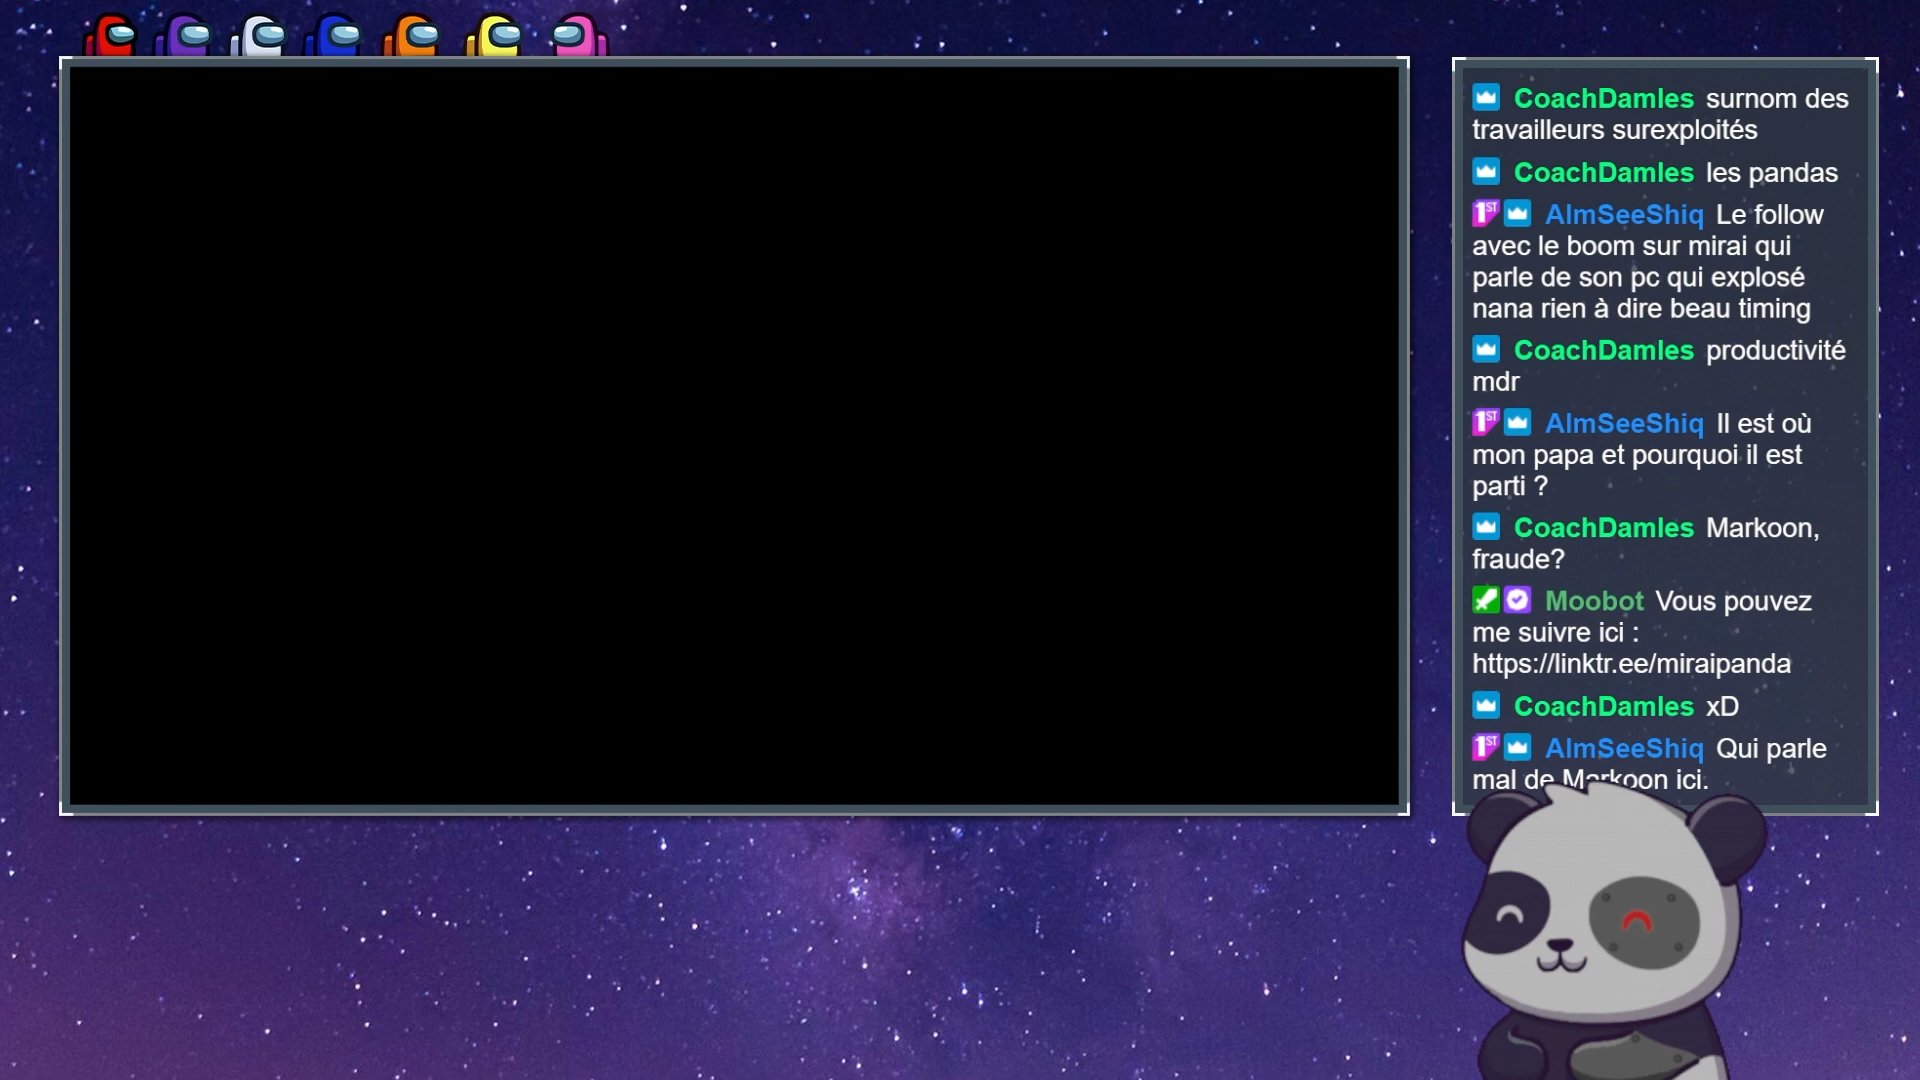 CoachDamles surnom des
travailleurs surexploités
CoachDamles les pandas
1ST AlmSeeShiq Le follow
avec le boom sur mirai qui
parle de son pc qui explosé
nana rien à dire beau timing
CoachDamles productivité
mdr
1ST AlmSeeShiq Il est où
mon papa et pourquoi il est
parti ?
CoachDamles Markoon,
fraude?
Moobot Vous pouvez
me suivre ici :
https://linktr.ee/miraipanda
CoachDamles xD
1ST AlmSeeShiq Qui parle
mal de Markoon ici.